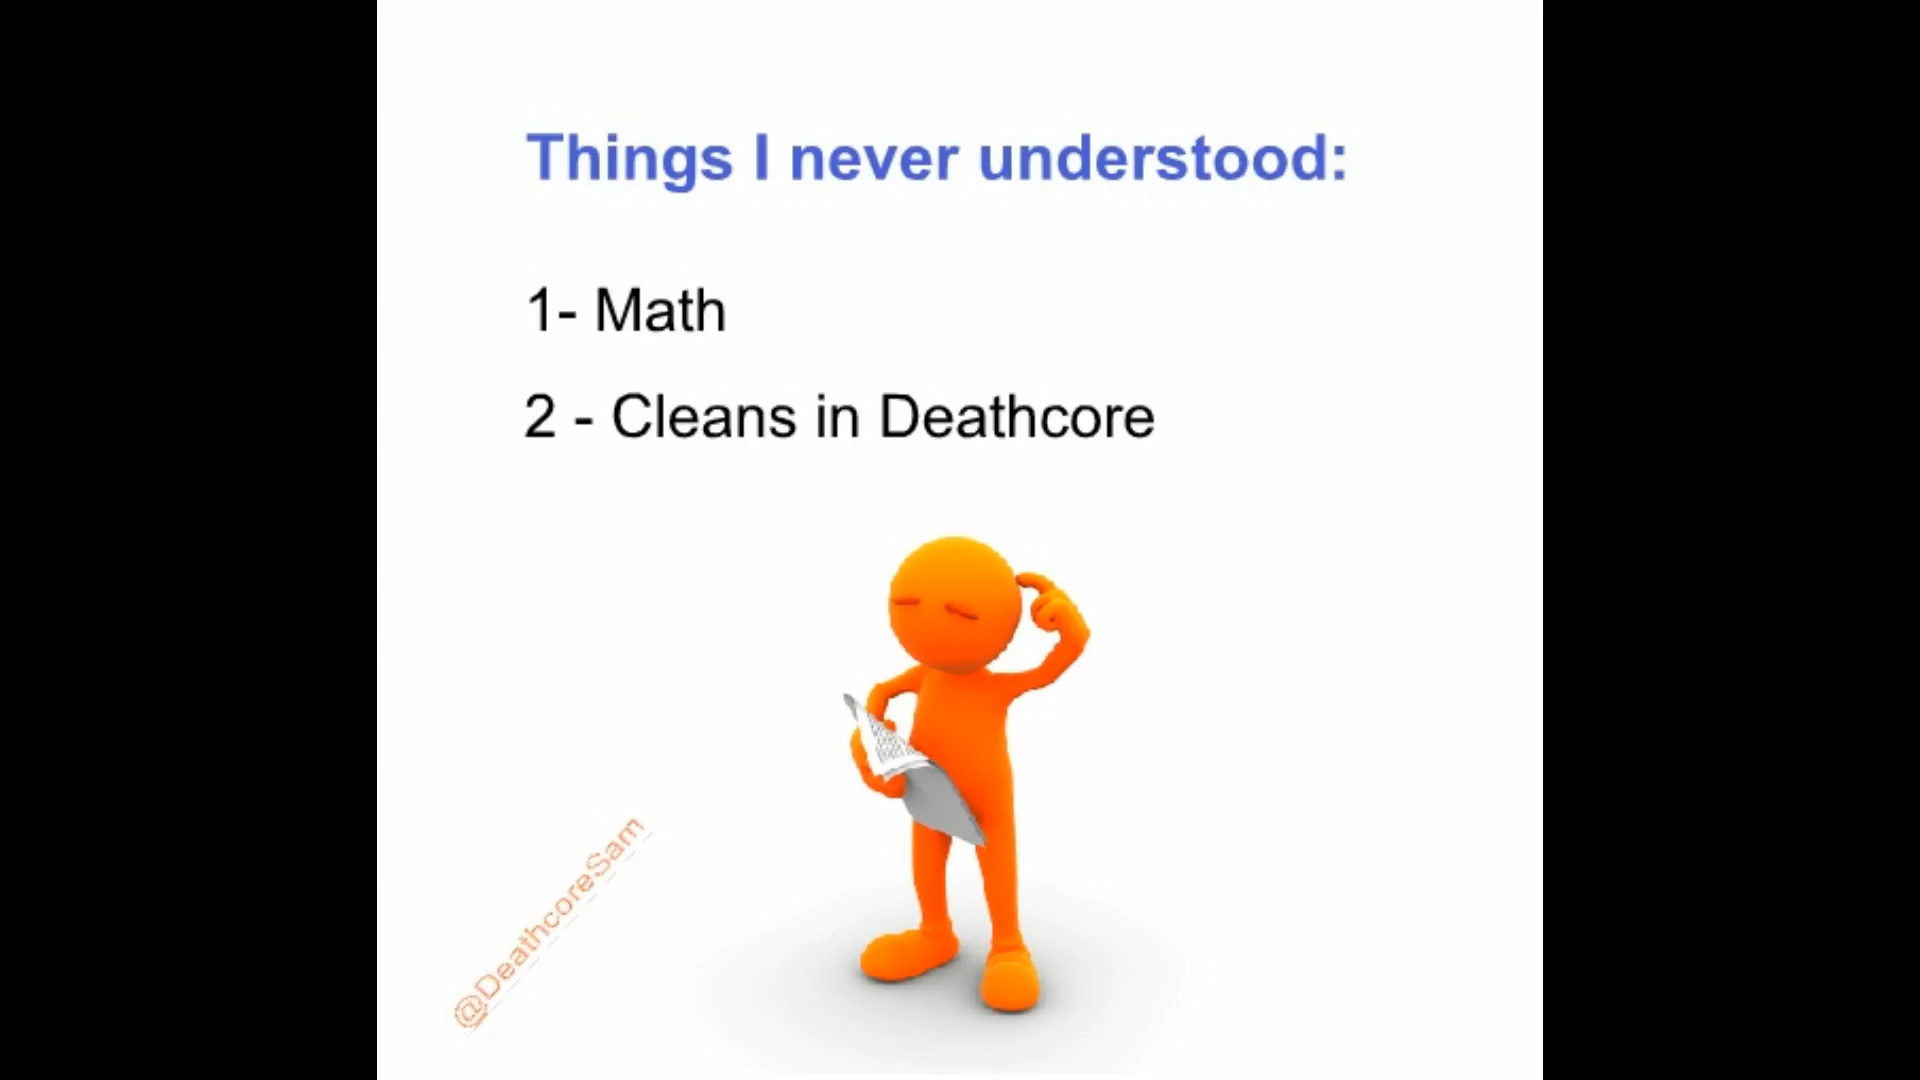 Things I never understood:
1- Math
2 - Cleans in Deathcore
@DeathcoreSam